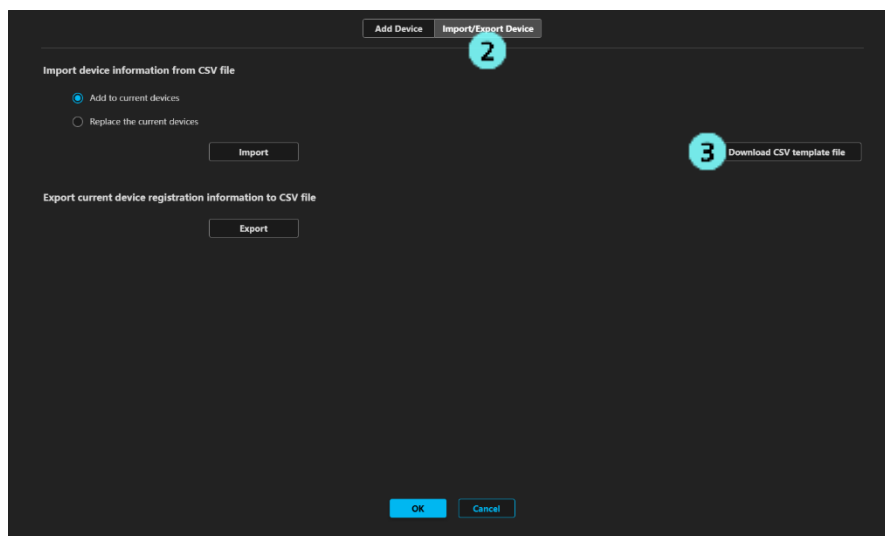 Add Device Import/Export Device
2
Import device information from CSV file
Add to current devices
Replace the current devices
Import
3 Download CSV template file
Export current device registration information to CSV file
Export
OK Cancel